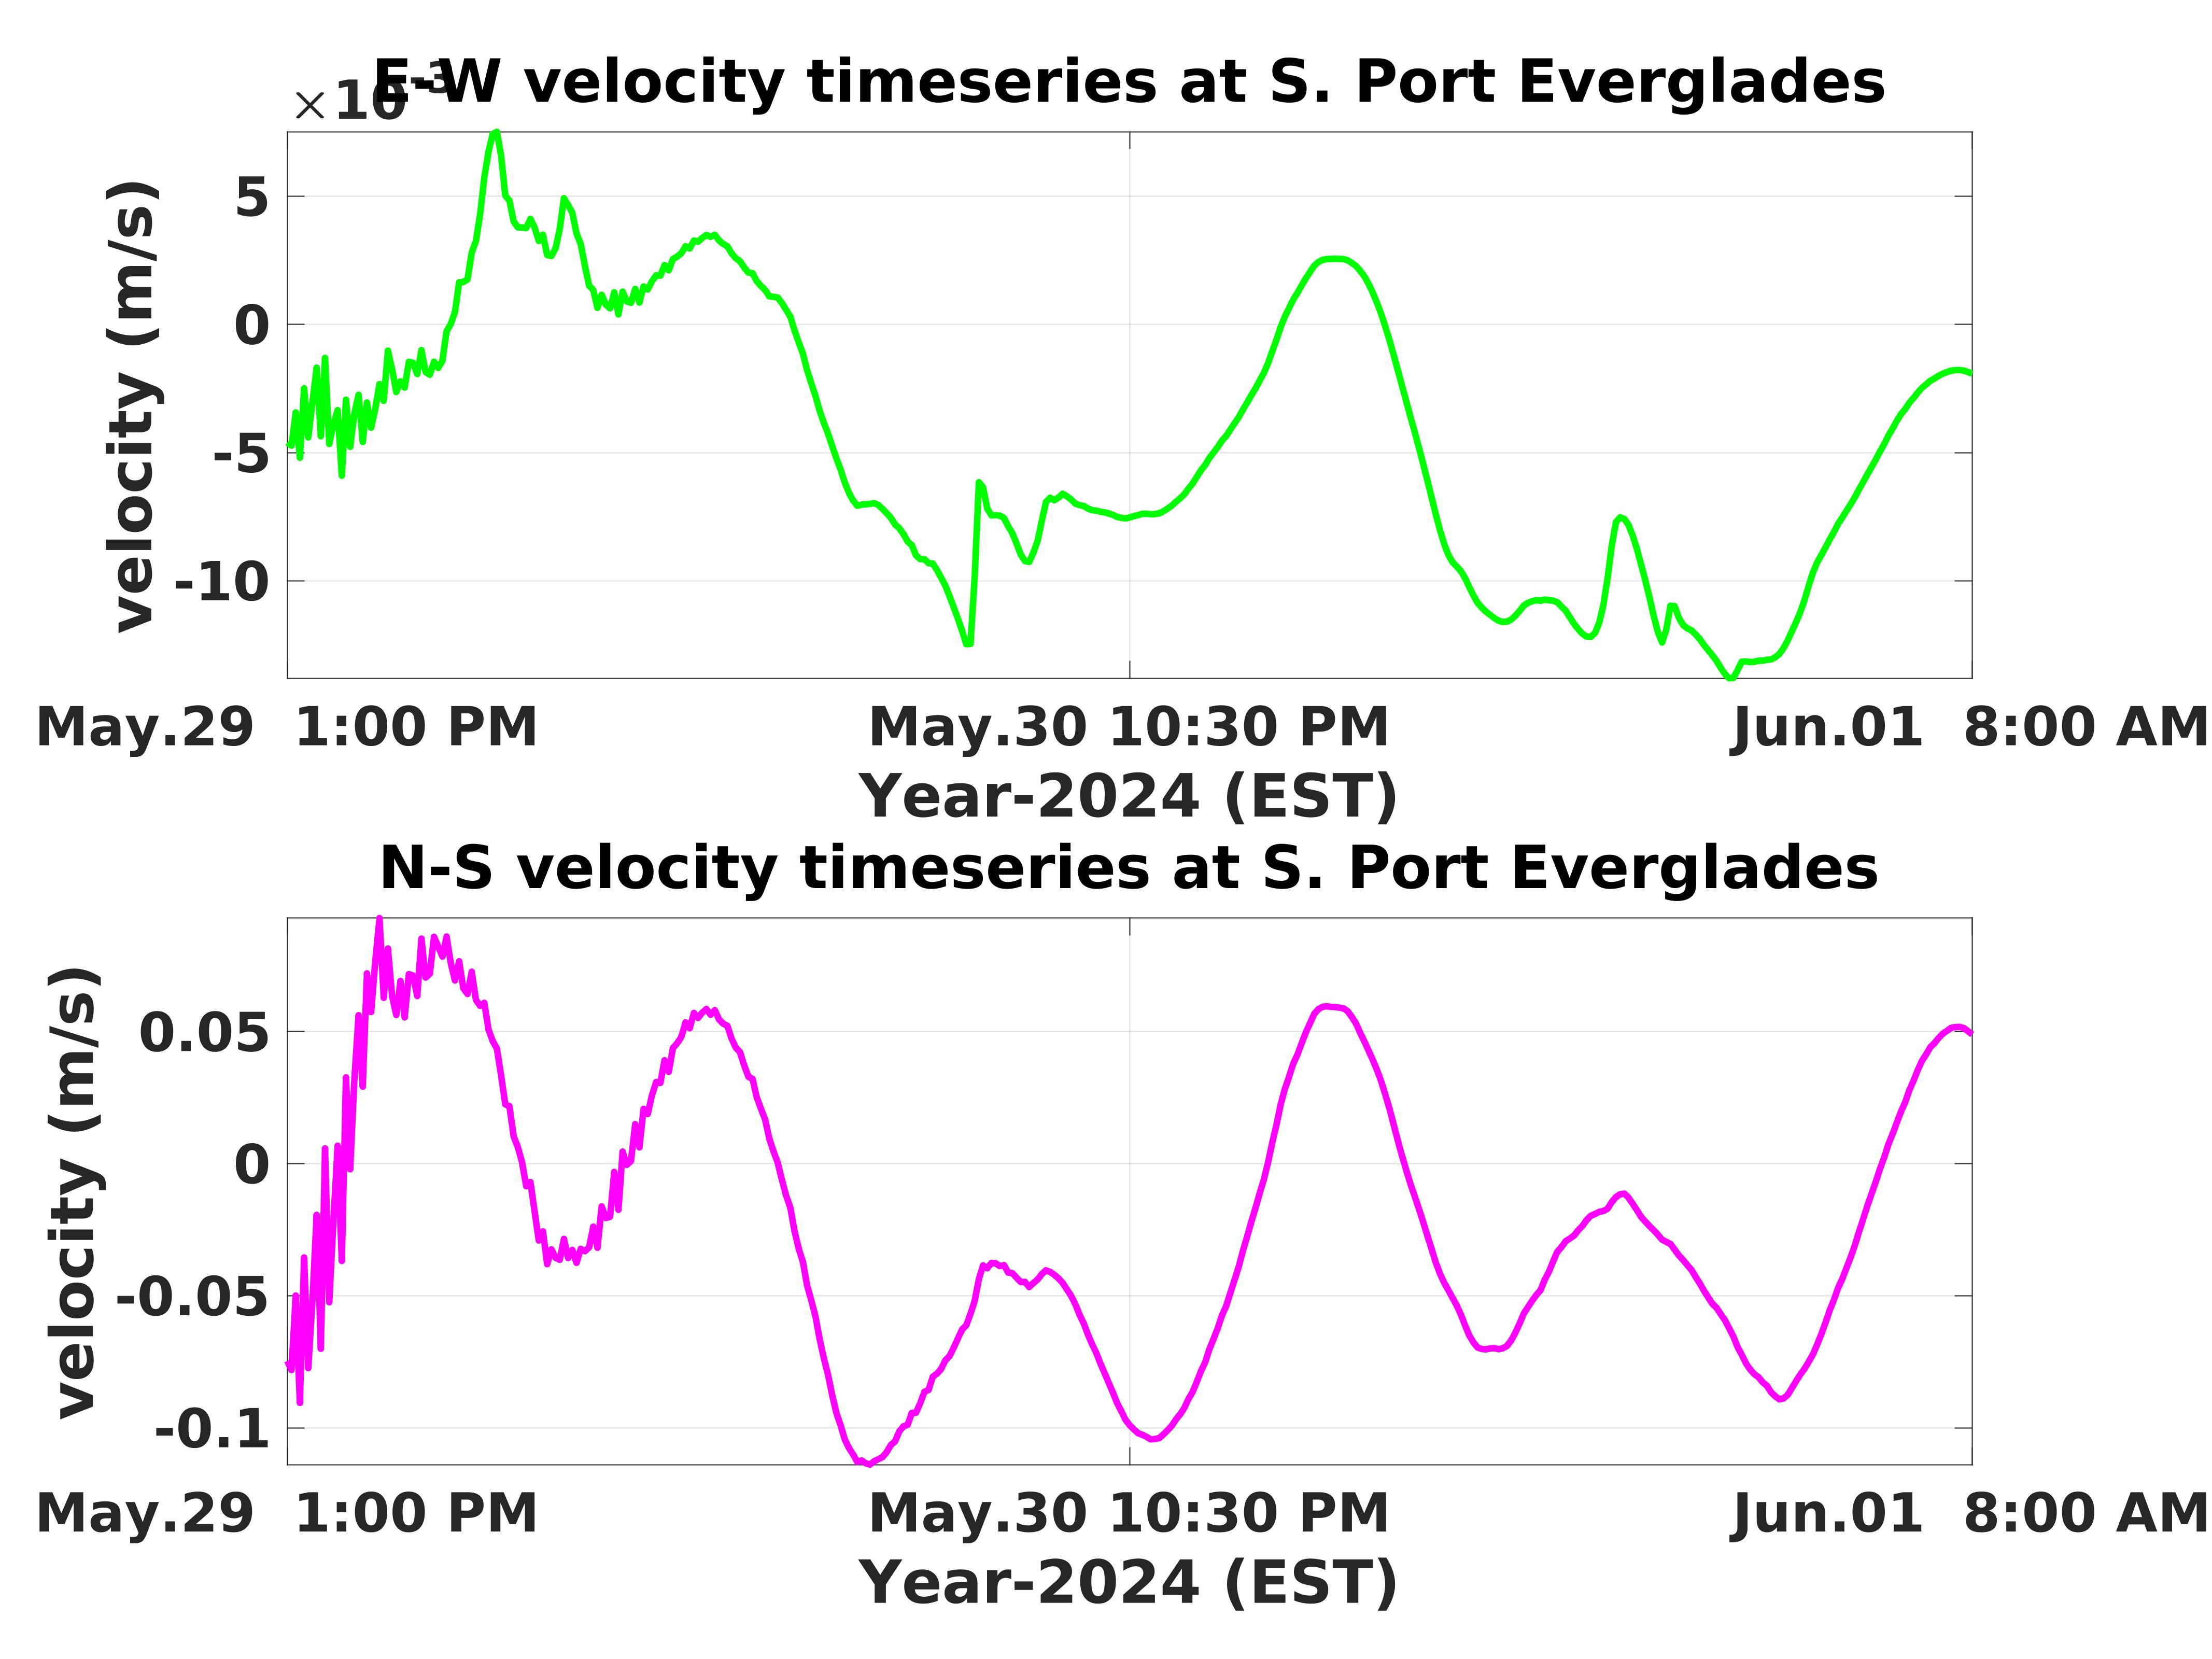 E-W velocity timeseries at S. Port Everglades
×10-3
velocity (m/s)
5
0
-5
-10
May.29 1:00 PM
May.30 10:30 PM
Jun.01 8:00 AM
Year-2024 (EST)
N-S velocity timeseries at S. Port Everglades
velocity (m/s)
0.05
0
-0.05
-0.1
May.29 1:00 PM
May.30 10:30 PM
Jun.01 8:00 AM
Year-2024 (EST)